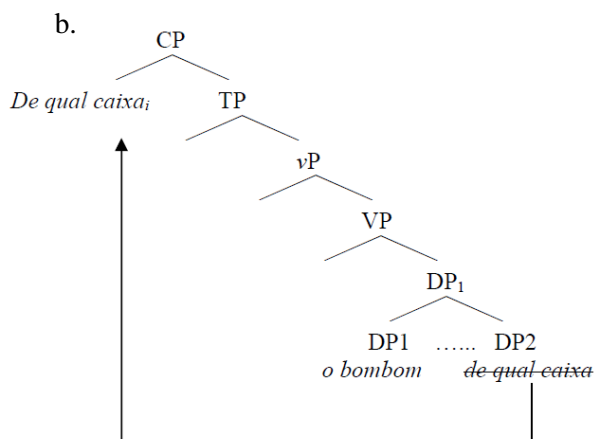 b.
CP
De qual caixaᵢ TP
vP
VP
DP₁
DP1 …... DP2
o bombom de qual caixa